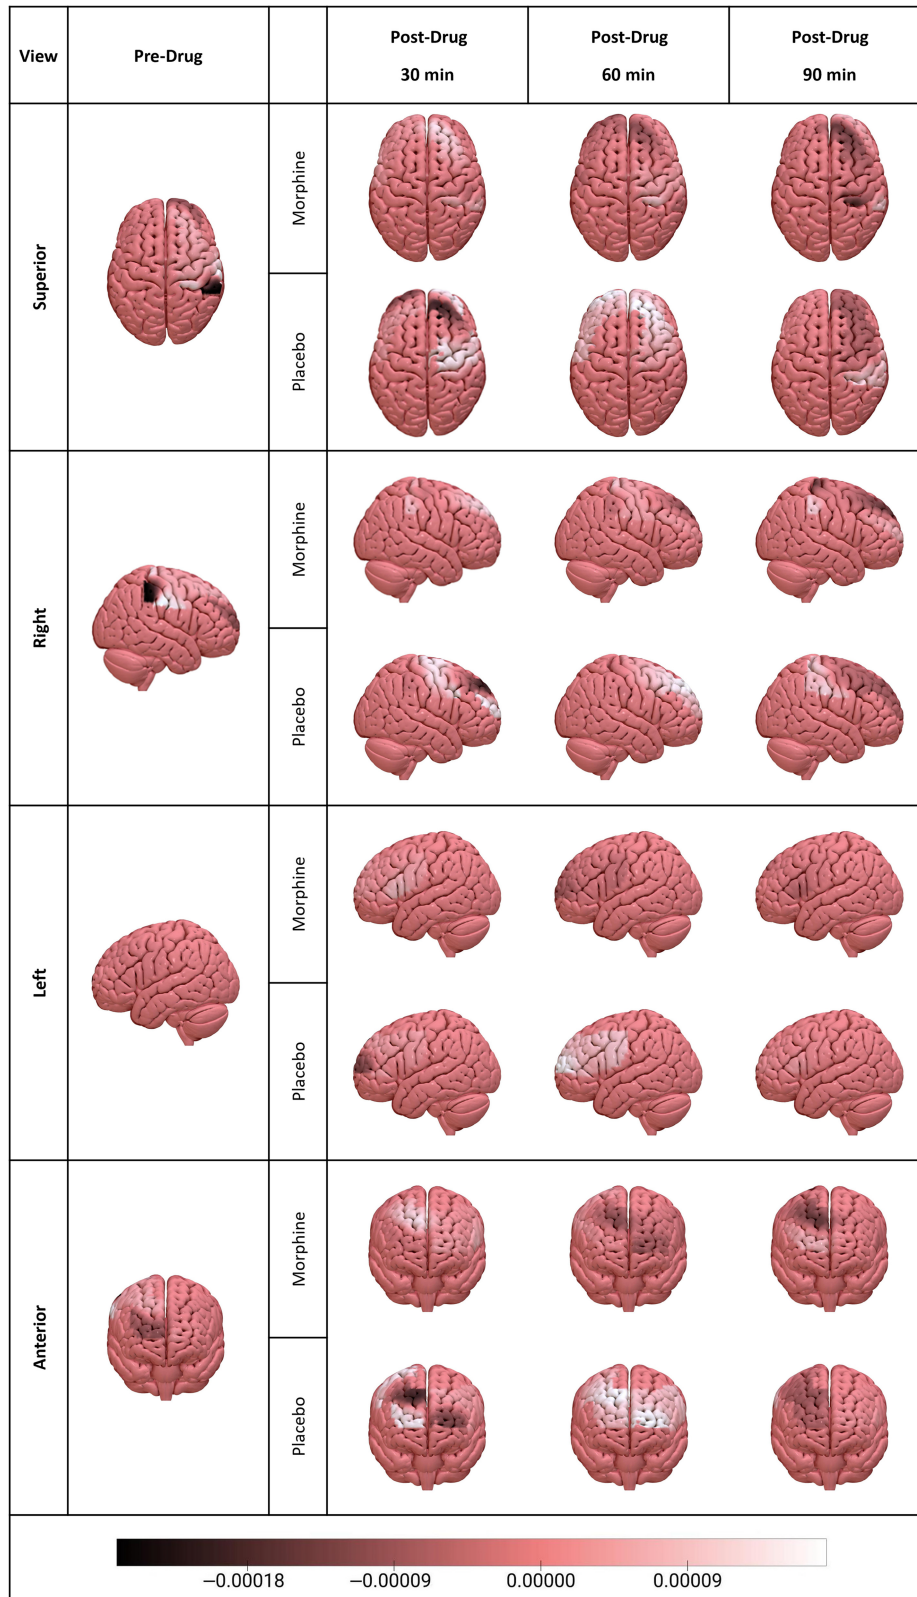 View
Pre-Drug
Post-Drug
30 min
Post-Drug
60 min
Post-Drug
90 min
Superior
Morphine
Placebo
Right
Morphine
Placebo
Left
Morphine
Placebo
Anterior
Morphine
Placebo
−0.00018 −0.00009 0.00000 0.00009